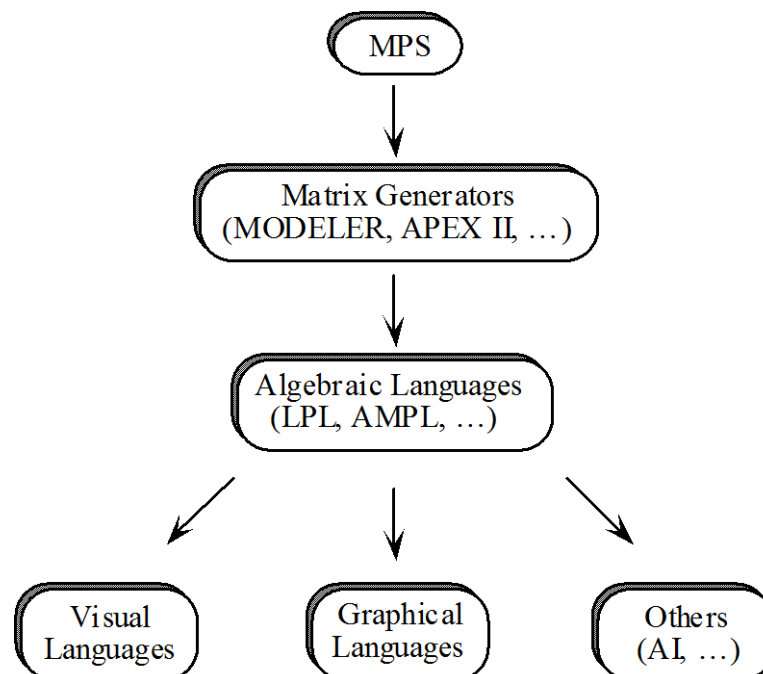 MPS
Matrix Generators
(MODELER, APEX II, …)
Algebraic Languages
(LPL, AMPL, …)
Visual
Languages
Graphical
Languages
Others
(AI, …)